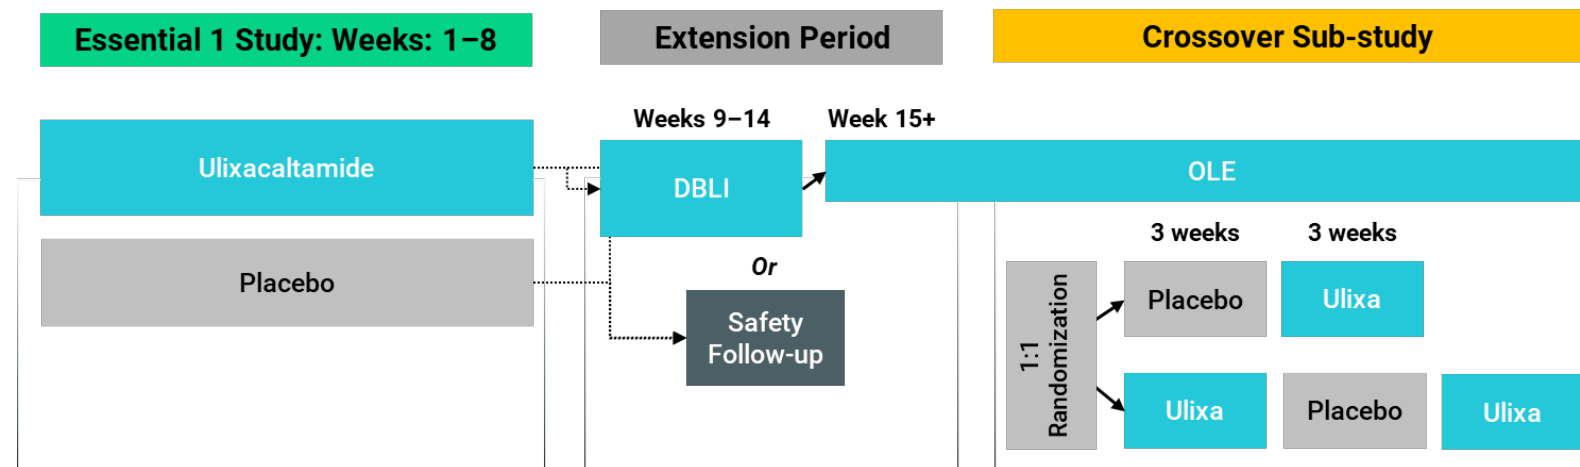 Essential 1 Study: Weeks: 1–8
Extension Period
Crossover Sub-study
Ulixacaltamide
Placebo
Weeks 9–14
Week 15+
DBLI
OLE
Or
Safety
Follow-up
3 weeks
3 weeks
1:1
Randomization
Placebo
Ulixa
Ulixa
Placebo
Ulixa